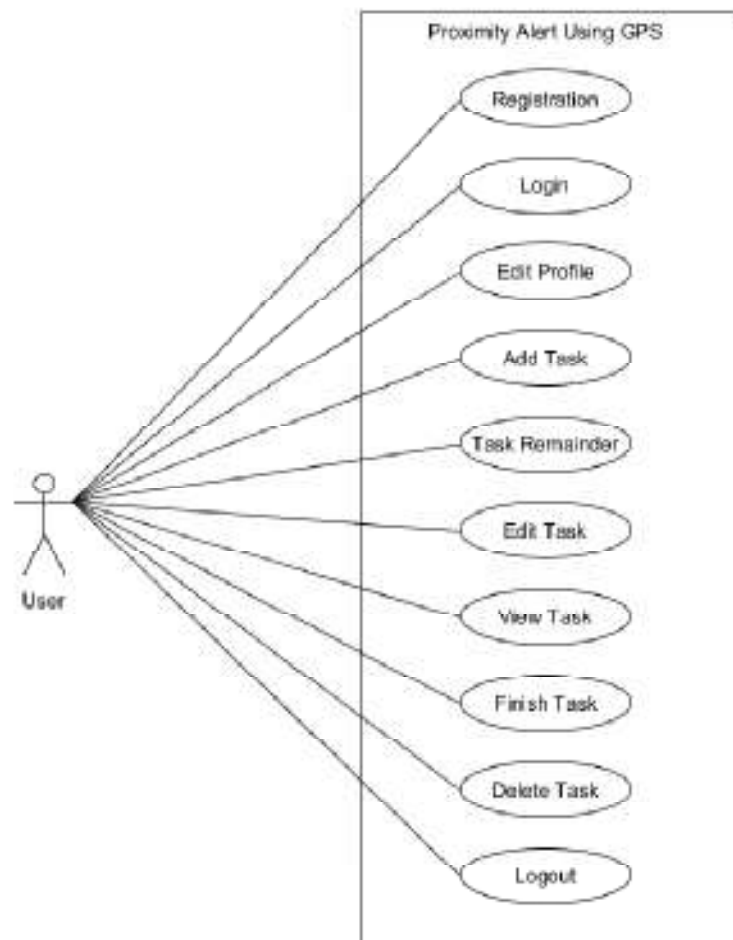 Proximity Alert Using GPS
Registration
Login
Edit Profile
Add Task
Task Remainder
Edit Task
View Task
Finish Task
Delete Task
Logout
User